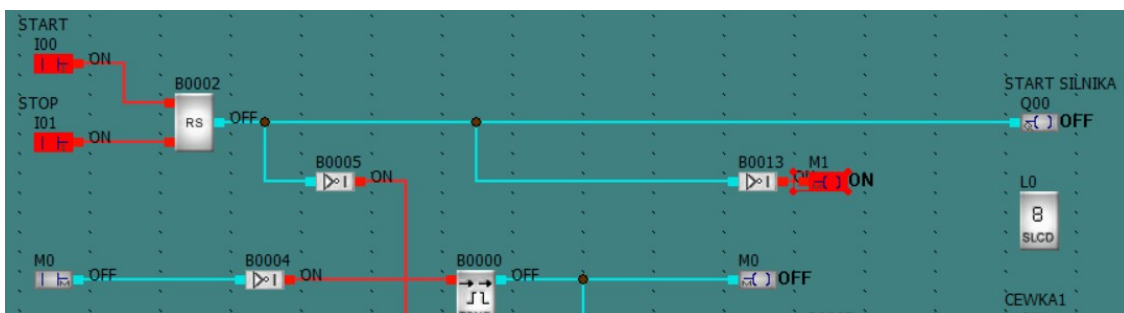 START
I00
ON
B0002
STOP
I01
ON
RS
OFF
START SILNIKA
Q00
OFF
B0005
ON
B0013
M1
ON
L0
8
SLCD
M0
OFF
B0004
ON
B0000
OFF
M0
OFF
CEWKA1